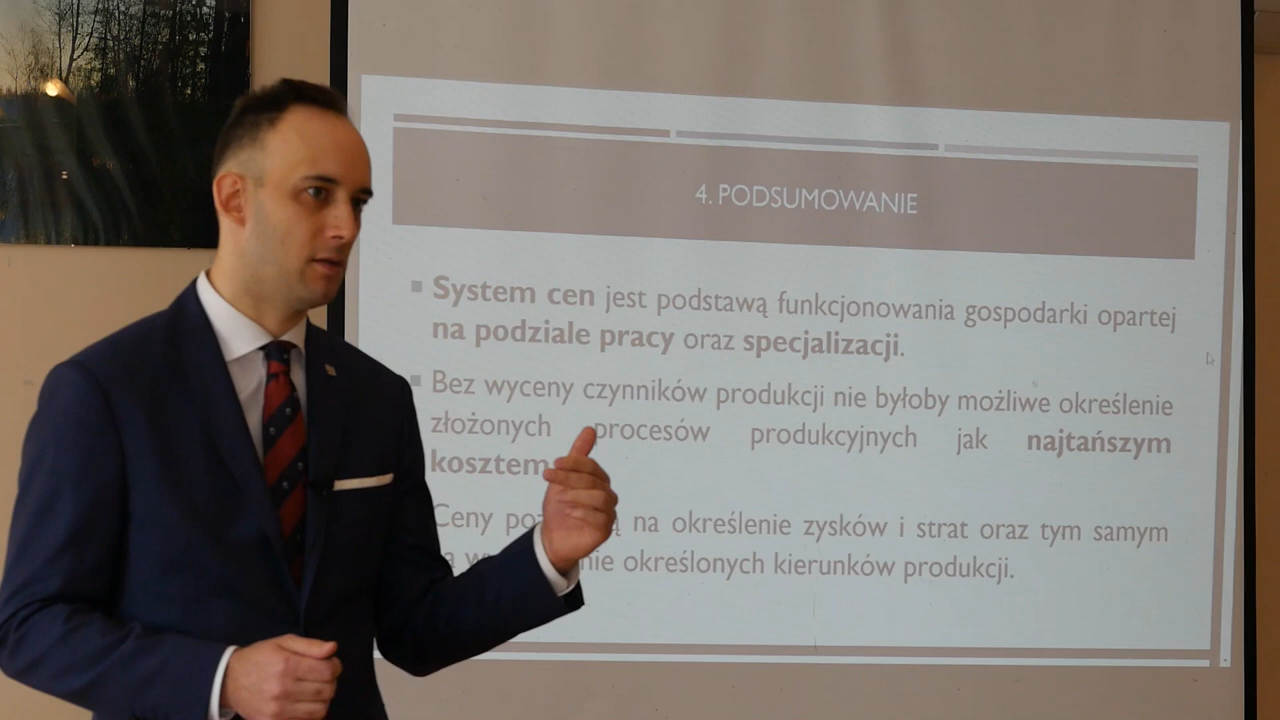 4. PODSUMOWANIE
System cen jest podstawą funkcjonowania gospodarki opartej
na podziale pracy oraz specjalizacji.
Bez wyceny czynników produkcji nie byłoby możliwe określenie
złożonych procesów produkcyjnych jak najtańszym
kosztem
Ceny na określenie zysków i strat oraz tym samym
określonych kierunków produkcji.